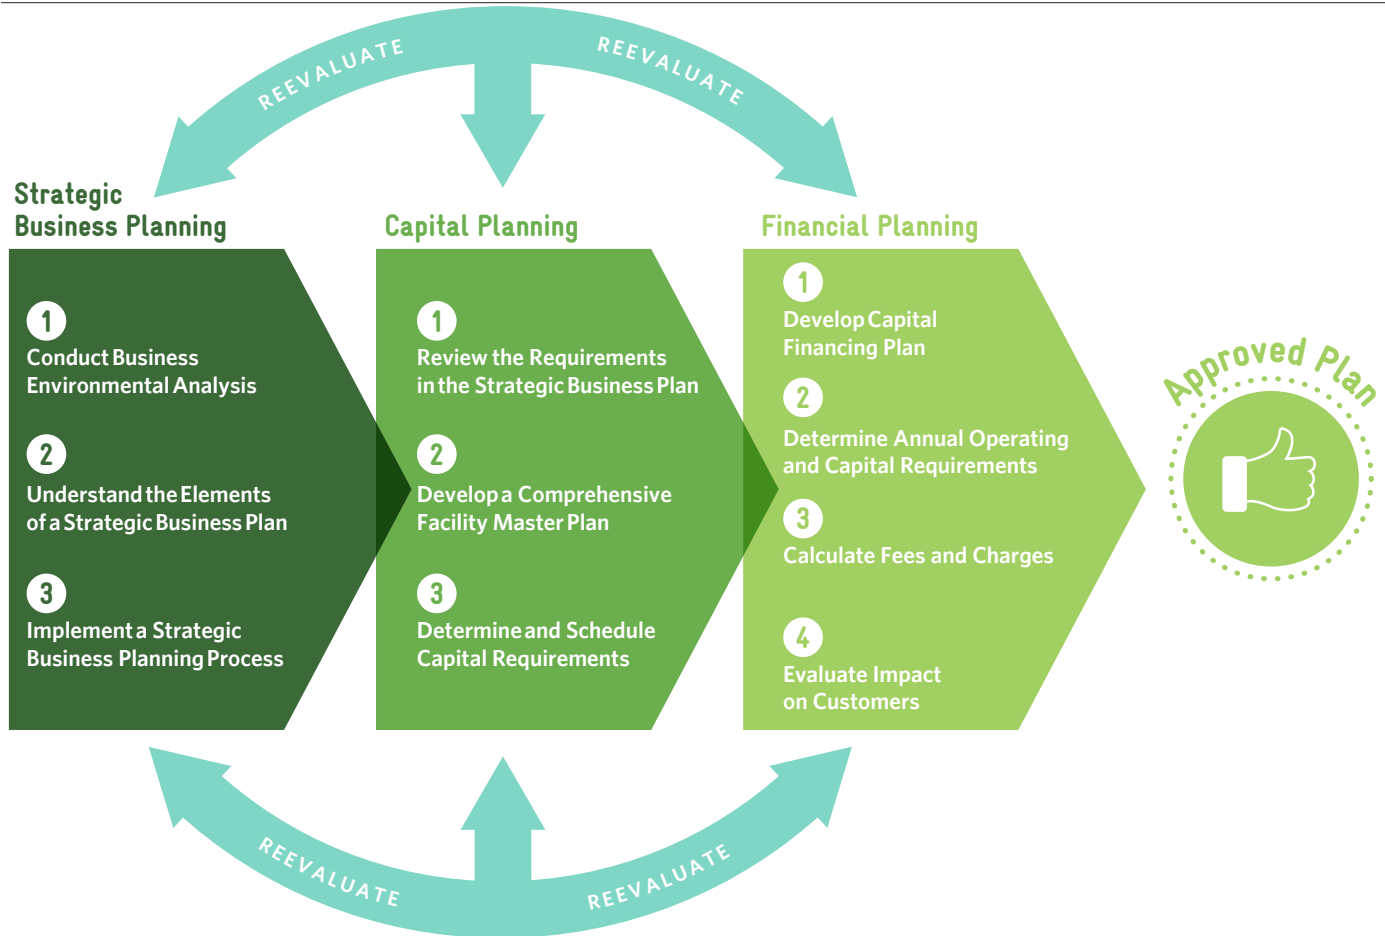 REEVALUATE
REEVALUATE
Strategic
Business Planning
1
Conduct Business
Environmental Analysis
2
Understand the Elements
of a Strategic Business Plan
3
Implement a Strategic
Business Planning Process
Capital Planning
1
Review the Requirements
in the Strategic Business Plan
2
Develop a Comprehensive
Facility Master Plan
3
Determine and Schedule
Capital Requirements
Financial Planning
1
Develop Capital
Financing Plan
2
Determine Annual Operating
and Capital Requirements
3
Calculate Fees and Charges
4
Evaluate Impact
on Customers
Approved Plan
REEVALUATE
REEVALUATE